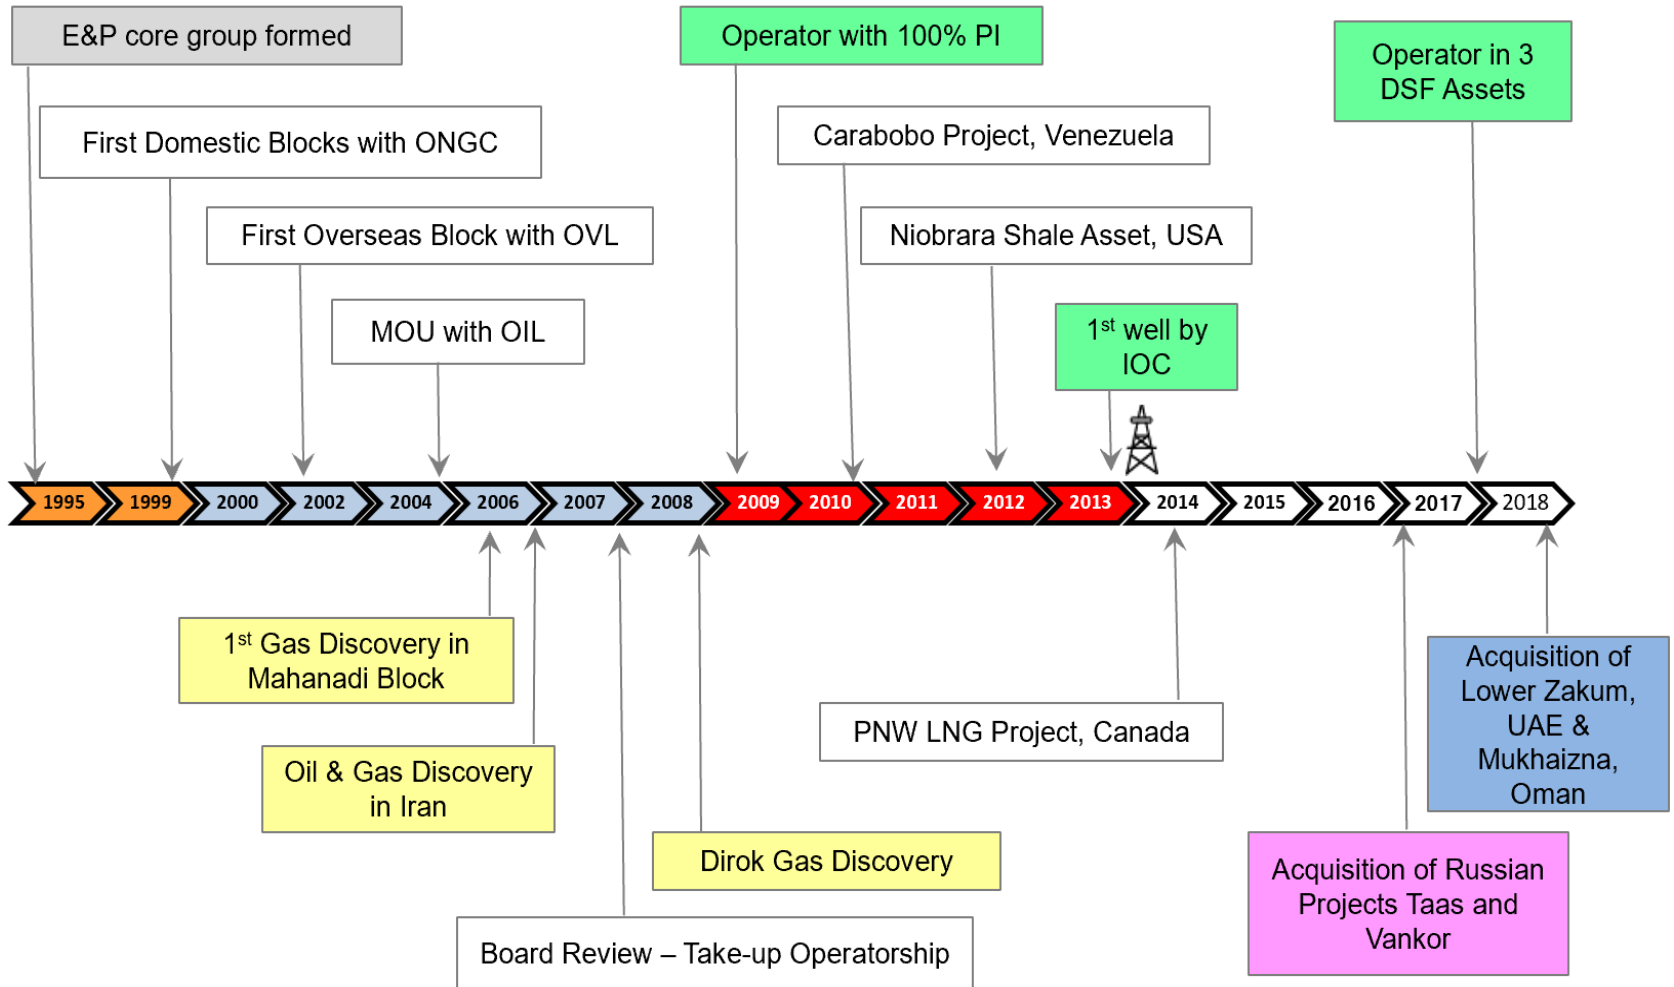 E&P core group formed
Operator with 100% PI
Operator in 3
DSF Assets
First Domestic Blocks with ONGC
Carabobo Project, Venezuela
First Overseas Block with OVL
Niobrara Shale Asset, USA
MOU with OIL
1st well by
IOC
1995 1999 2000 2002 2004 2006 2007 2008 2009 2010 2011 2012 2013 2014 2015 2016 2017 2018
1st Gas Discovery in
Mahanadi Block
Acquisition of
Lower Zakum,
UAE &
Mukhaizna,
Oman
PNW LNG Project, Canada
Oil & Gas Discovery
in Iran
Dirok Gas Discovery
Acquisition of Russian
Projects Taas and
Vankor
Board Review – Take-up Operatorship